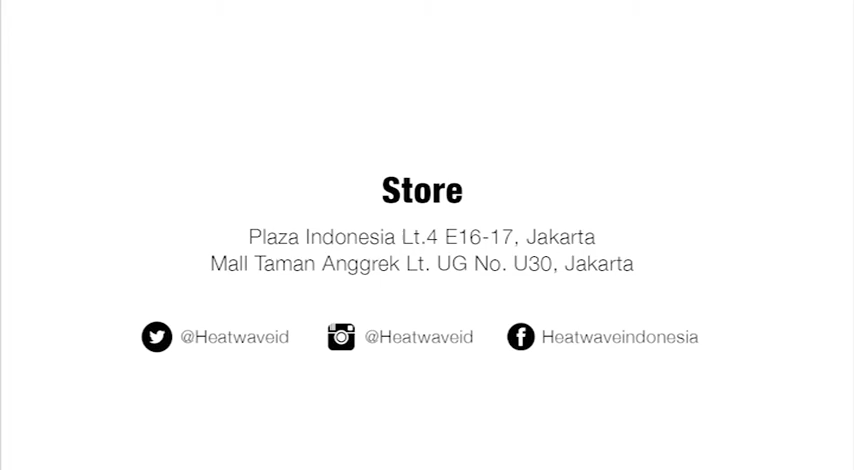 Store
Plaza Indonesia Lt.4 E16-17, Jakarta
Mall Taman Anggrek Lt. UG No. U30, Jakarta
@Heatwaveid @Heatwaveid Heatwaveindonesia